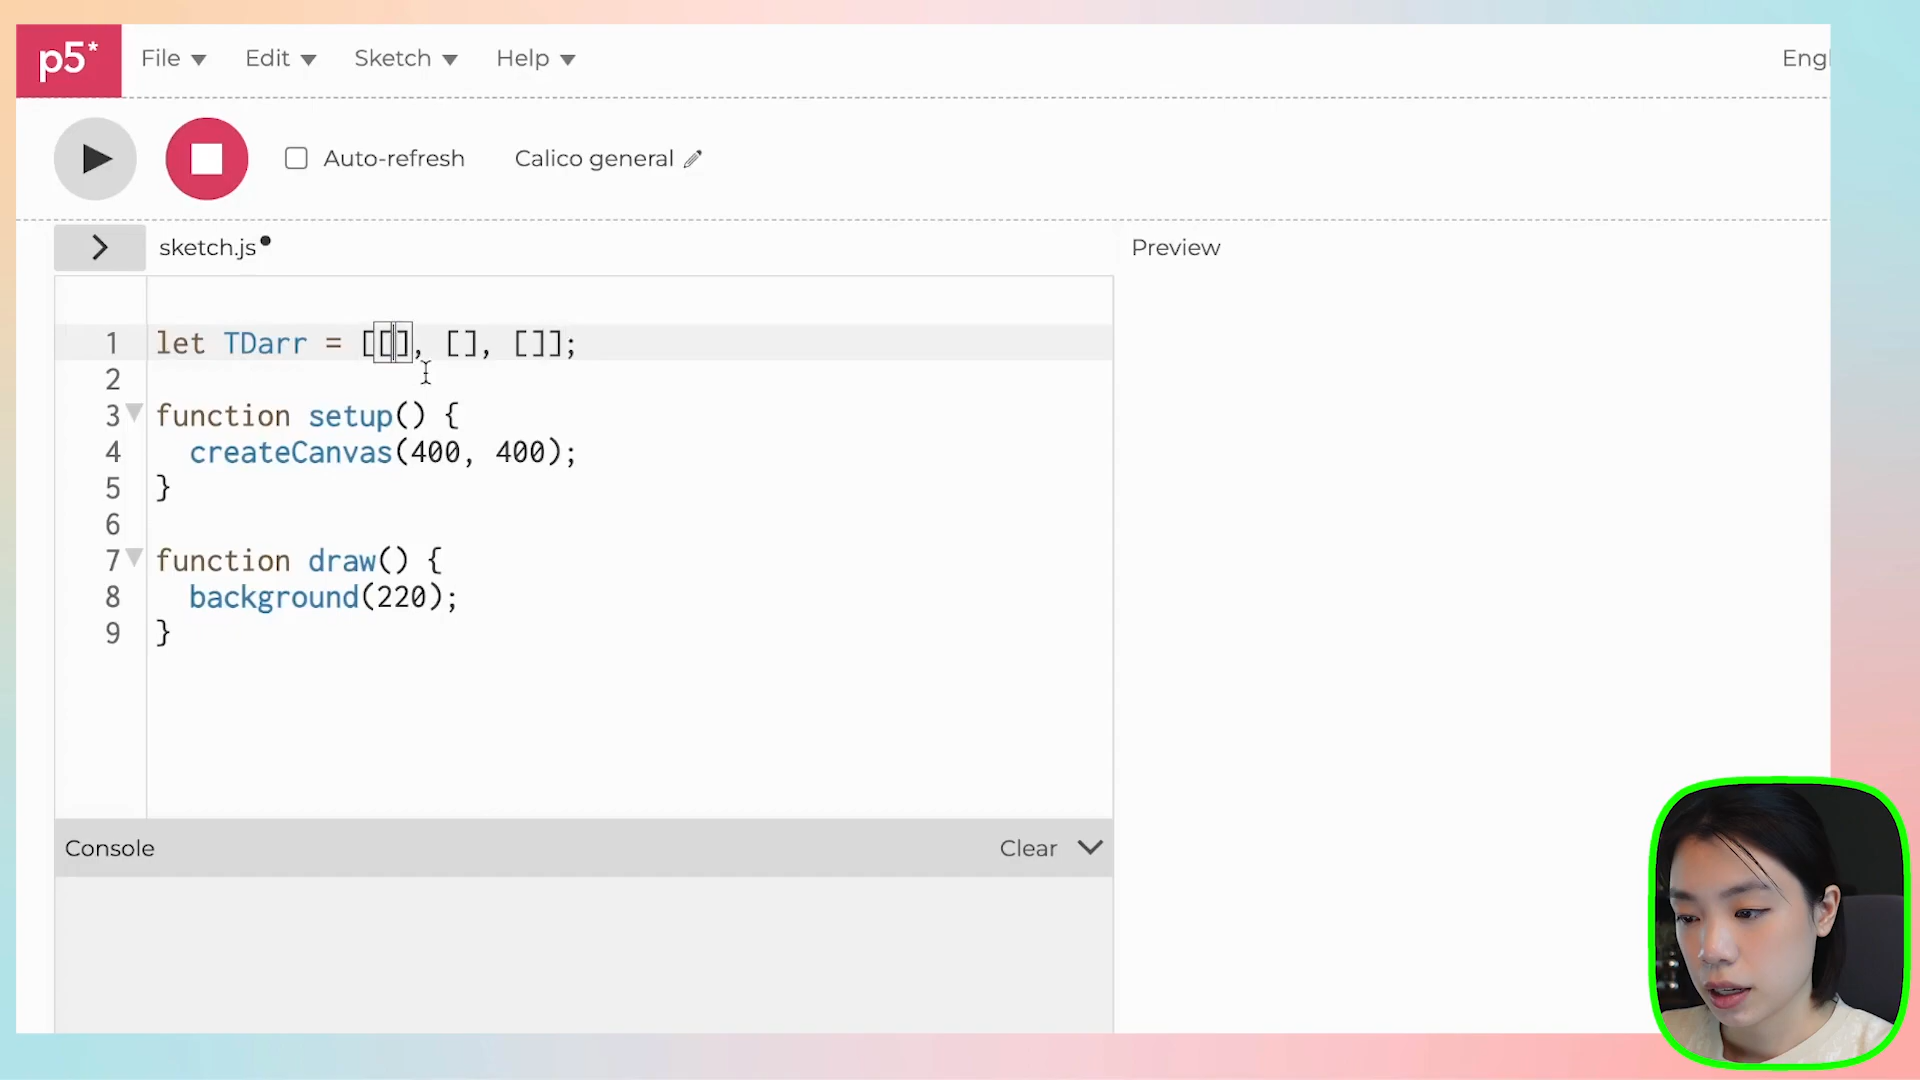 p5* File Edit Sketch Help Engl
Auto-refresh Calico general
sketch.js Preview
1 let TDarr = [[], [], []];
2
3 function setup() {
4 createCanvas(400, 400);
5 }
6
7 function draw() {
8 background(220);
9 }
Console Clear